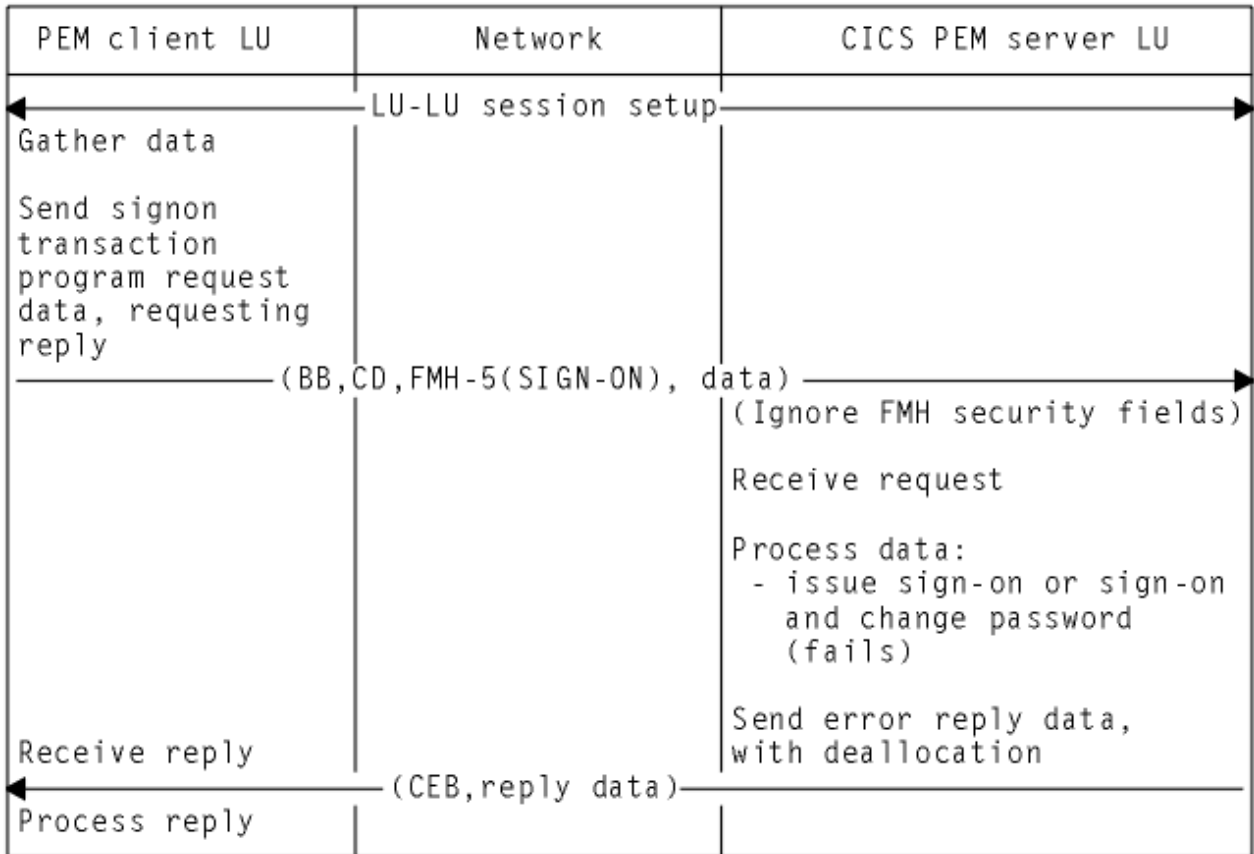 PEM client LU
Network
CICS PEM server LU
LU-LU session setup
Gather data
Send signon
transaction
program request
data, requesting
reply
(BB,CD,FMH-5(SIGN-ON), data)
(Ignore FMH security fields)
Receive request
Process data:
- issue sign-on or sign-on
and change password
(fails)
Send error reply data,
with deallocation
Receive reply
(CEB,reply data)
Process reply